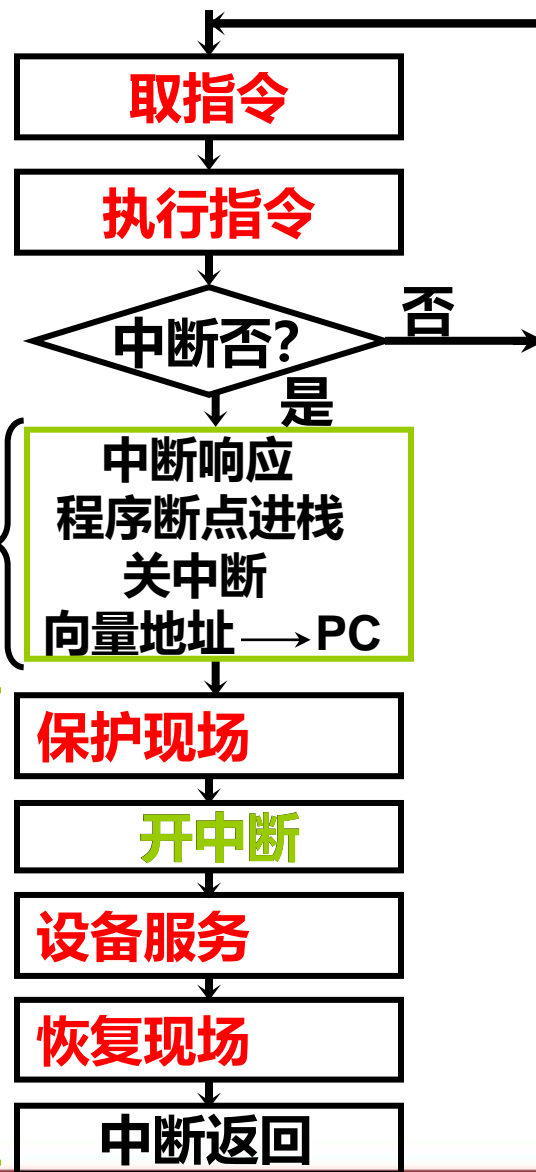 取指令
执行指令
中断否?
否
是
中断响应
程序断点进栈
关中断
向量地址 → PC
保护现场
开中断
设备服务
恢复现场
中断返回